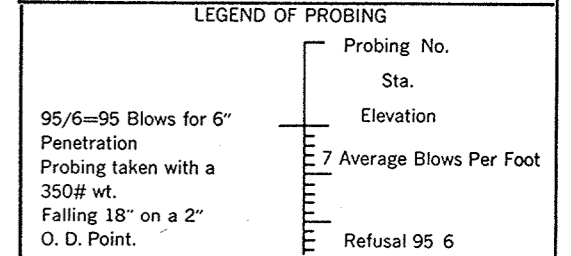 LEGEND OF PROBING
Probing No.
Sta.
Elevation
95/6=95 Blows for 6"
Penetration
Probing taken with a
350# wt.
Falling 18" on a 2"
O. D. Point.
7 Average Blows Per Foot
Refusal 95 6